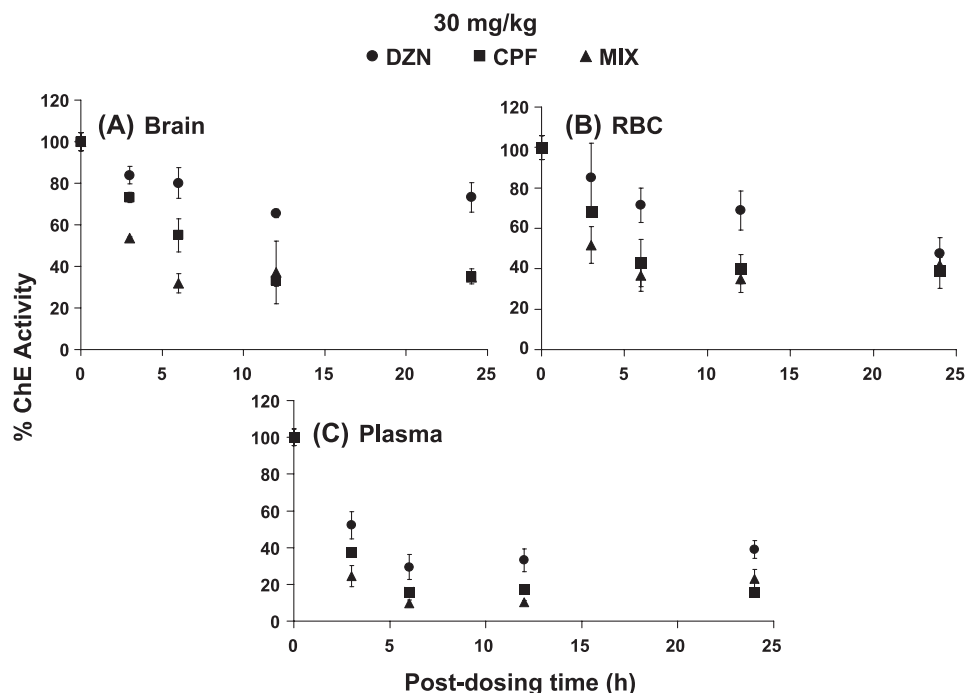 30 mg/kg
DZN CPF MIX
(A) Brain
120
100
80
60
40
20
0
0 5 10 15 20 25
(B) RBC
120
100
80
60
40
20
0
0 5 10 15 20 25
% ChE Activity
(C) Plasma
120
100
80
60
40
20
0
0 5 10 15 20 25
Post-dosing time (h)